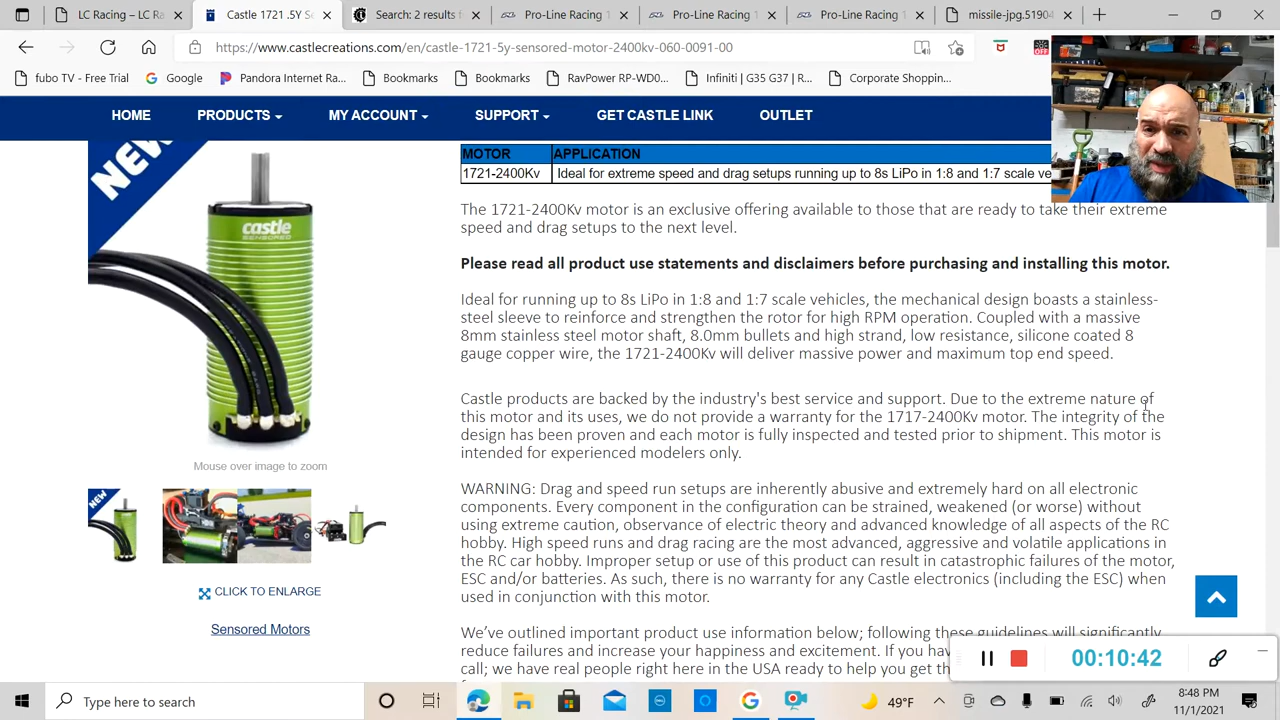 LC Ra
Castle 1721 .5Y
Search: 2 results f
Pro-Line Racing
Pro-Line Racing
Pro-Line Racing
missile-jpg.5190
https://www.castlecreations.com/en/castle-1721-5y-sensored-motor-2400kv-060-0091-00
fubo TV - Free Trial
Google
Pandora Internet Ra...
Bookmarks
Bookmarks
RavPower RP-WD0...
Infiniti | G35 G37 | F...
Corporate Shoppin...
HOME
PRODUCTS
MY ACCOUNT
SUPPORT
GET CASTLE LINK
OUTLET
NEW
castle
SENSORED
MOTOR APPLICATION
1721-2400Kv Ideal for extreme speed and drag setups running up to 8s LiPo in 1:8 and 1:7 scale ve
The 1721-2400Kv motor is an exclusive offering available to those that are ready to take their extreme
speed and drag setups to the next level.
Please read all product use statements and disclaimers before purchasing and installing this motor.
Ideal for running up to 8s LiPo in 1:8 and 1:7 scale vehicles, the mechanical design boasts a stainless-
steel sleeve to reinforce and strengthen the rotor for high RPM operation. Coupled with a massive
8mm stainless steel motor shaft, 8.0mm bullets and high strand, low resistance, silicone coated 8
gauge copper wire, the 1721-2400Kv will deliver massive power and maximum top end speed.
Castle products are backed by the industry's best service and support. Due to the extreme nature of
this motor and its uses, we do not provide a warranty for the 1717-2400Kv motor. The integrity of the
design has been proven and each motor is fully inspected and tested prior to shipment. This motor is
intended for experienced modelers only.
WARNING: Drag and speed run setups are inherently abusive and extremely hard on all electronic
components. Every component in the configuration can be strained, weakened (or worse) without
using extreme caution, observance of electric theory and advanced knowledge of all aspects of the RC
hobby. High speed runs and drag racing are the most advanced, aggressive and volatile applications in
the RC car hobby. Improper setup or use of this product can result in catastrophic failures of the motor,
ESC and/or batteries. As such, there is no warranty for any Castle electronics (including the ESC) when
used in conjunction with this motor.
We've outlined important product use information below; following these guidelines will significantly
reduce failures and increase your happiness and excitement. If you hav
call; we have real people right here in the USA ready to help you get th
Mouse over image to zoom
NEW
CLICK TO ENLARGE
Sensored Motors
00:10:42
Type here to search
49°F
8:48 PM
11/1/2021